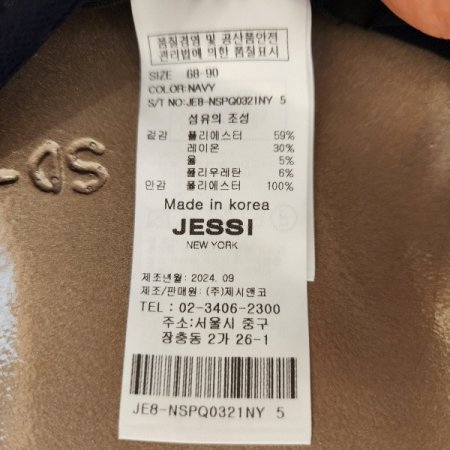 품질경영 및 공산품안전
관리법에 의한 품질표시
SIZE 68-90
COLOR:NAVY
S/T NO:JE8-NSPQ0321NY 5
섬유의 조성
겉감 폴리에스터 59%
레이온 30%
울 5%
폴리우레탄 6%
안감 폴리에스터 100%
Made in korea
JESSI
NEW YORK
제조년월: 2024. 09
제조/판매원: (주)제시앤코
TEL : 02-3406-2300
주소:서울시 중구
장충동 2가 26-1
JE8-NSPQ0321NY 5